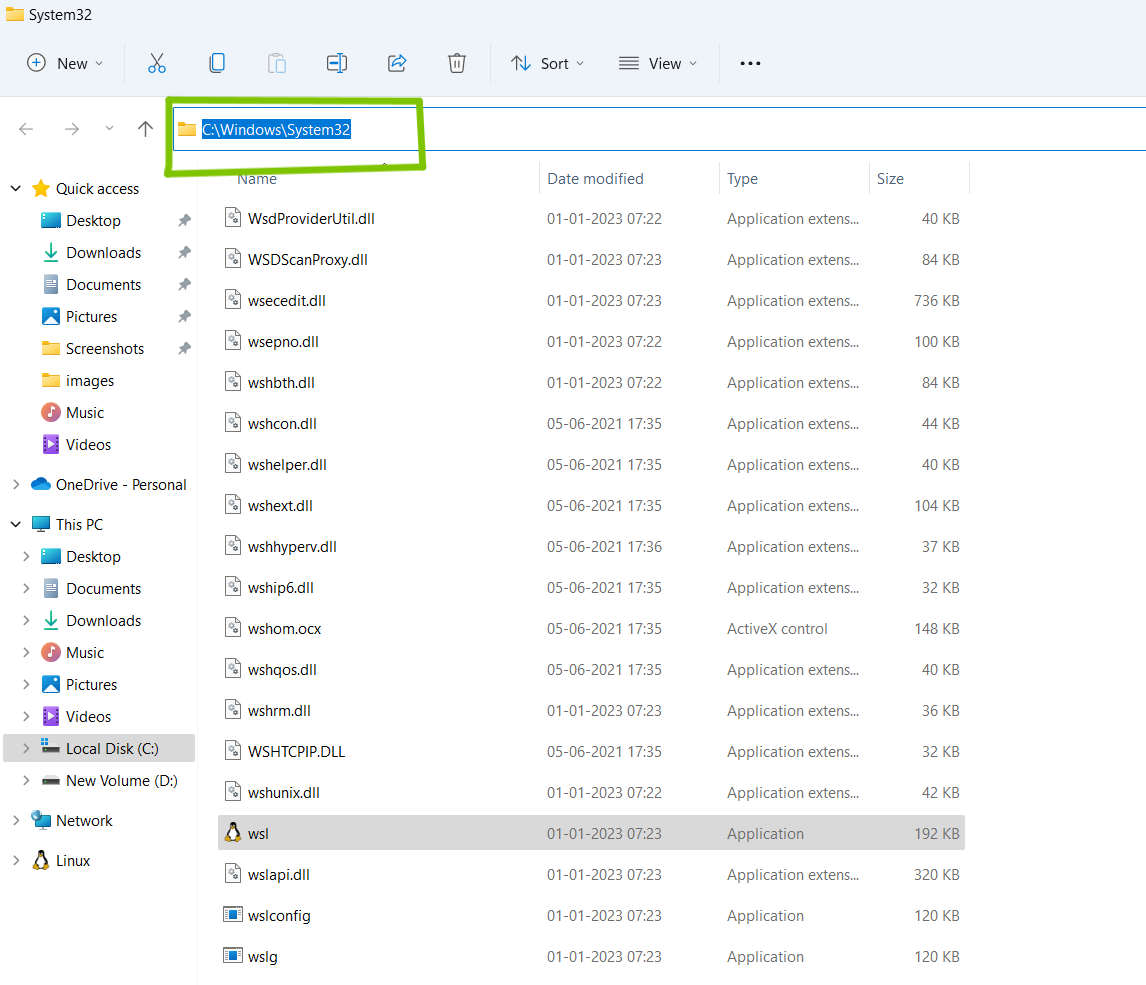 System32
New
Sort
View
C:\Windows\System32
Name Date modified Type Size
Quick access
Desktop
Downloads
Documents
Pictures
Screenshots
images
Music
Videos
OneDrive - Personal
This PC
Desktop
Documents
Downloads
Music
Pictures
Videos
Local Disk (C:)
New Volume (D:)
Network
Linux
WsdProviderUtil.dll 01-01-2023 07:22 Application extens... 40 KB
WSDScanProxy.dll 01-01-2023 07:23 Application extens... 84 KB
wsecedit.dll 01-01-2023 07:23 Application extens... 736 KB
wsepno.dll 01-01-2023 07:22 Application extens... 100 KB
wshbth.dll 01-01-2023 07:22 Application extens... 84 KB
wshcon.dll 05-06-2021 17:35 Application extens... 44 KB
wshelper.dll 05-06-2021 17:35 Application extens... 40 KB
wshext.dll 05-06-2021 17:35 Application extens... 104 KB
wshhyperv.dll 05-06-2021 17:36 Application extens... 37 KB
wship6.dll 05-06-2021 17:35 Application extens... 32 KB
wshom.ocx 05-06-2021 17:35 ActiveX control 148 KB
wshqos.dll 05-06-2021 17:35 Application extens... 40 KB
wshrm.dll 01-01-2023 07:23 Application extens... 36 KB
WSHTCPIP.DLL 05-06-2021 17:35 Application extens... 32 KB
wshunix.dll 01-01-2023 07:22 Application extens... 42 KB
wsl 01-01-2023 07:23 Application 192 KB
wslapi.dll 01-01-2023 07:23 Application extens... 320 KB
wslconfig 01-01-2023 07:23 Application 120 KB
wslg 01-01-2023 07:23 Application 120 KB